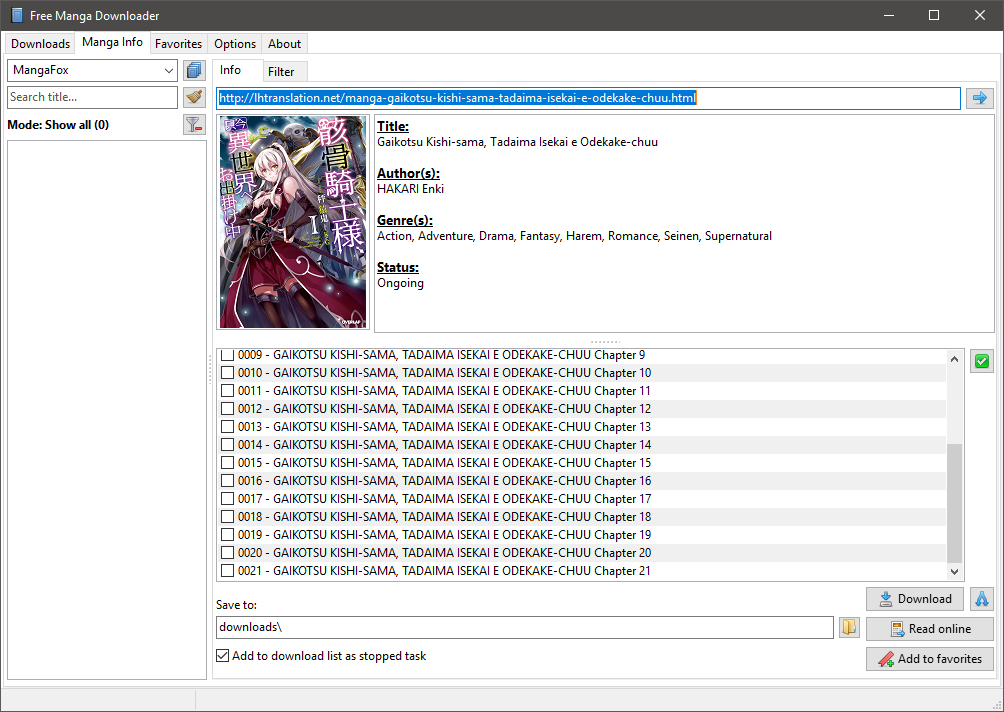 Free Manga Downloader
Downloads Manga Info Favorites Options About
MangaFox
Search title...
Mode: Show all (0)
Info Filter
http://lhtranslation.net/manga-gaikotsu-kishi-sama-tadaima-isekai-e-odekake-chuu.html
骸骨騎士様、
只今異世界へ
お出掛け中
I
OVERLAP
Title:
Gaikotsu Kishi-sama, Tadaima Isekai e Odekake-chuu
Author(s):
HAKARI Enki
Genre(s):
Action, Adventure, Drama, Fantasy, Harem, Romance, Seinen, Supernatural
Status:
Ongoing
0009 - GAIKOTSU KISHI-SAMA, TADAIMA ISEKAI E ODEKAKE-CHUU Chapter 9
0010 - GAIKOTSU KISHI-SAMA, TADAIMA ISEKAI E ODEKAKE-CHUU Chapter 10
0011 - GAIKOTSU KISHI-SAMA, TADAIMA ISEKAI E ODEKAKE-CHUU Chapter 11
0012 - GAIKOTSU KISHI-SAMA, TADAIMA ISEKAI E ODEKAKE-CHUU Chapter 12
0013 - GAIKOTSU KISHI-SAMA, TADAIMA ISEKAI E ODEKAKE-CHUU Chapter 13
0014 - GAIKOTSU KISHI-SAMA, TADAIMA ISEKAI E ODEKAKE-CHUU Chapter 14
0015 - GAIKOTSU KISHI-SAMA, TADAIMA ISEKAI E ODEKAKE-CHUU Chapter 15
0016 - GAIKOTSU KISHI-SAMA, TADAIMA ISEKAI E ODEKAKE-CHUU Chapter 16
0017 - GAIKOTSU KISHI-SAMA, TADAIMA ISEKAI E ODEKAKE-CHUU Chapter 17
0018 - GAIKOTSU KISHI-SAMA, TADAIMA ISEKAI E ODEKAKE-CHUU Chapter 18
0019 - GAIKOTSU KISHI-SAMA, TADAIMA ISEKAI E ODEKAKE-CHUU Chapter 19
0020 - GAIKOTSU KISHI-SAMA, TADAIMA ISEKAI E ODEKAKE-CHUU Chapter 20
0021 - GAIKOTSU KISHI-SAMA, TADAIMA ISEKAI E ODEKAKE-CHUU Chapter 21
Save to:
downloads\
Add to download list as stopped task
Download
Read online
Add to favorites